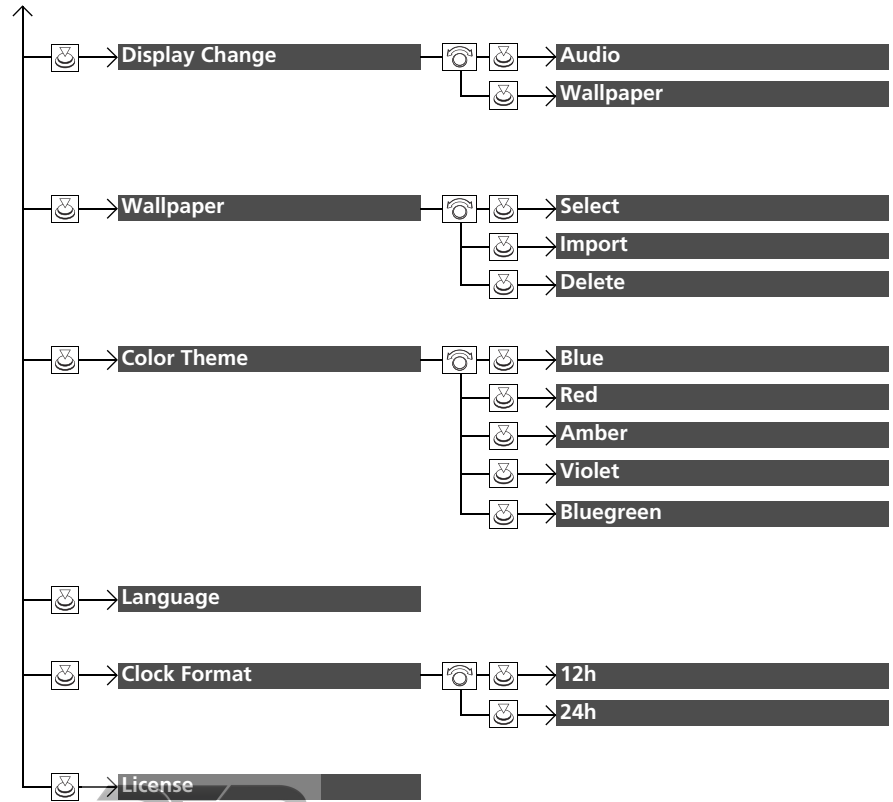 Display Change
Audio
Wallpaper
Wallpaper
Select
Import
Delete
Color Theme
Blue
Red
Amber
Violet
Bluegreen
Language
Clock Format
12h
24h
License